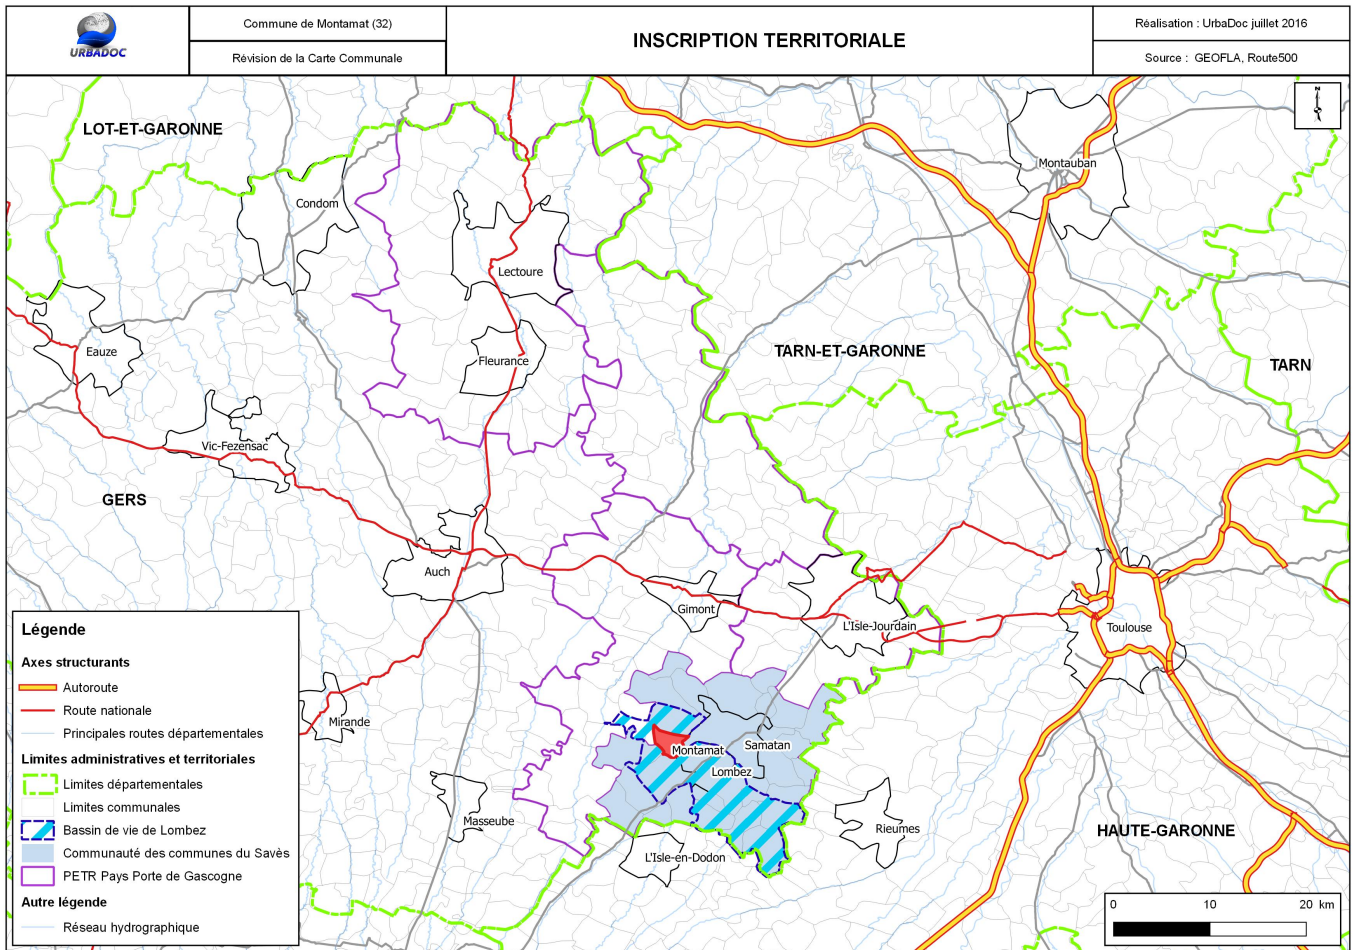 URBADOC
Commune de Montamat (32)
Révision de la Carte Communale
INSCRIPTION TERRITORIALE
Réalisation : UrbaDoc juillet 2016
Source : GEOFLA, Route500
N
LOT-ET-GARONNE
Montauban
Condom
Lectoure
Eauze
Fleurance
TARN-ET-GARONNE
TARN
Vic-Fezensac
GERS
Auch
Gimont
L'Isle-Jourdain
Toulouse
Mirande
Montamat
Samatan
Lombez
Masseube
Rieumes
HAUTE-GARONNE
L'Isle-en-Dodon
Légende
Axes structurants
Autoroute
Route nationale
Principales routes départementales
Limites administratives et territoriales
Limites départementales
Limites communales
Bassin de vie de Lombez
Communauté des communes du Savès
PETR Pays Porte de Gascogne
Autre légende
Réseau hydrographique
0 10 20 km